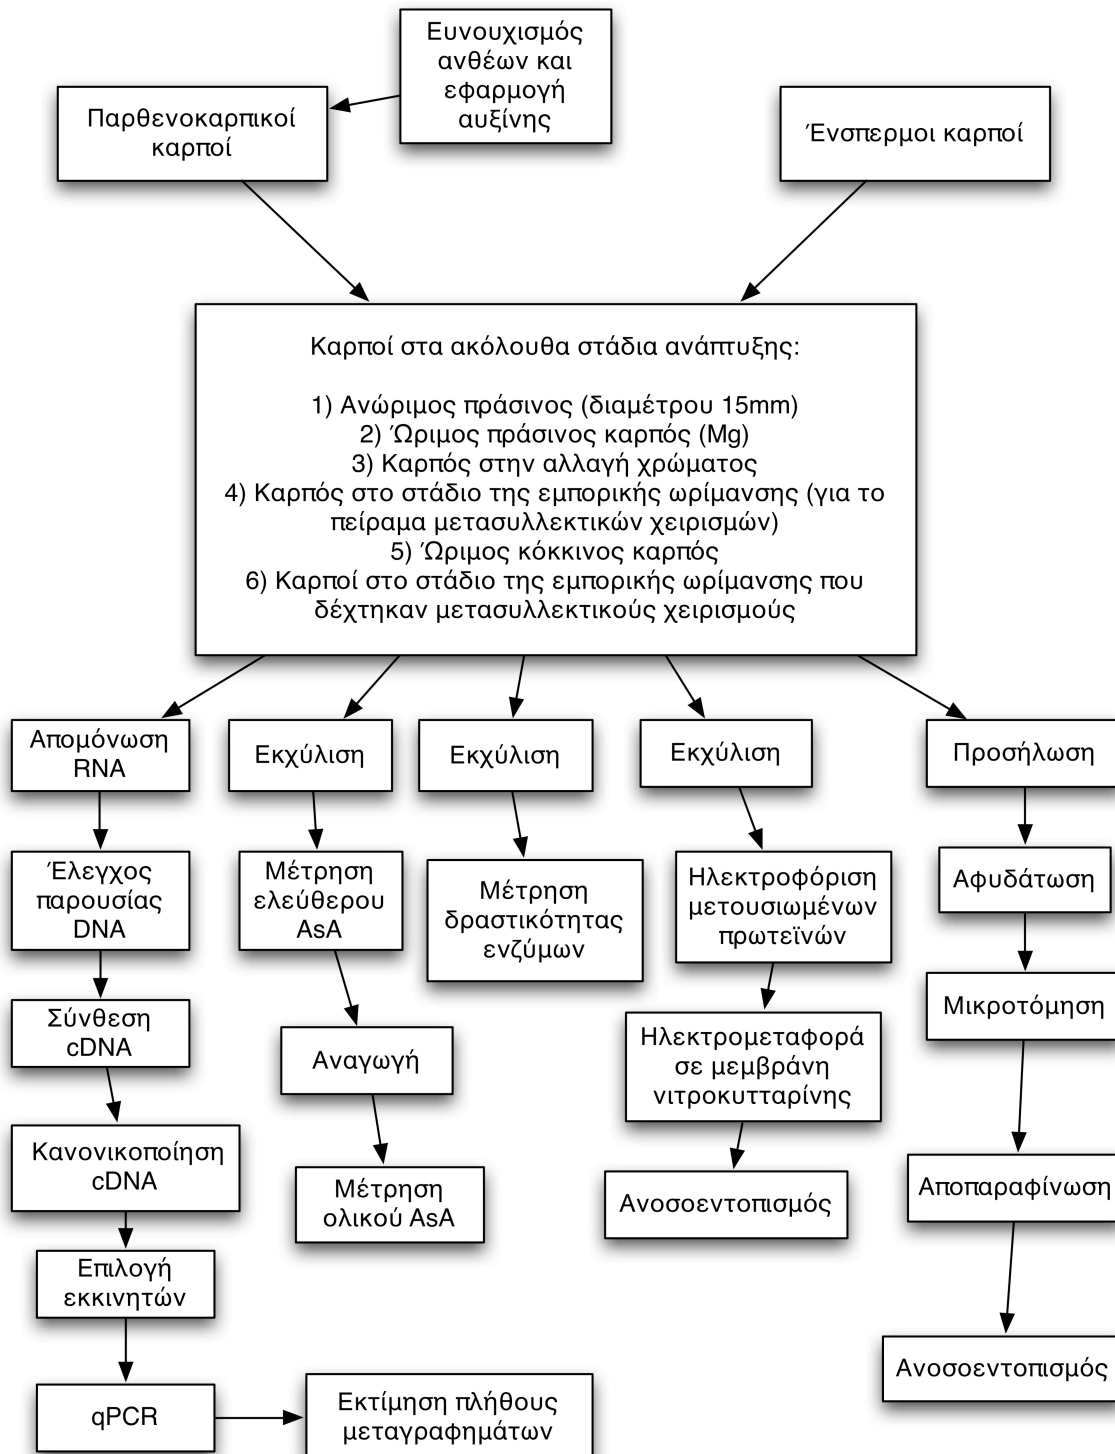 Ευνουχισμός
ανθέων και
εφαρμογή
αυξίνης
Παρθενοκαρπικοί
καρποί
Ένσπερμοι καρποί
Καρποί στα ακόλουθα στάδια ανάπτυξης:
1) Ανώριμος πράσινος (διαμέτρου 15mm)
2) Ώριμος πράσινος καρπός (Mg)
3) Καρπός στην αλλαγή χρώματος
4) Καρπός στο στάδιο της εμπορικής ωρίμανσης (για το
πείραμα μετασυλλεκτικών χειρισμών)
5) Ώριμος κόκκινος καρπός
6) Καρποί στο στάδιο της εμπορικής ωρίμανσης που
δέχτηκαν μετασυλλεκτικούς χειρισμούς
Απομόνωση
RNA
Έλεγχος
παρουσίας
DNA
Σύνθεση
cDNA
Κανονικοποίηση
cDNA
Επιλογή
εκκινητών
qPCR
Εκτίμηση πλήθους
μεταγραφημάτων
Εκχύλιση
Μέτρηση
ελεύθερου
AsA
Αναγωγή
Μέτρηση
ολικού AsA
Εκχύλιση
Μέτρηση
δραστικότητας
ενζύμων
Εκχύλιση
Ηλεκτροφόριση
μετουσιωμένων
πρωτεϊνών
Ηλεκτρομεταφορά
σε μεμβράνη
νιτροκυτταρίνης
Ανοσοεντοπισμός
Προσήλωση
Αφυδάτωση
Μικροτόμηση
Αποπαραφίνωση
Ανοσοεντοπισμός